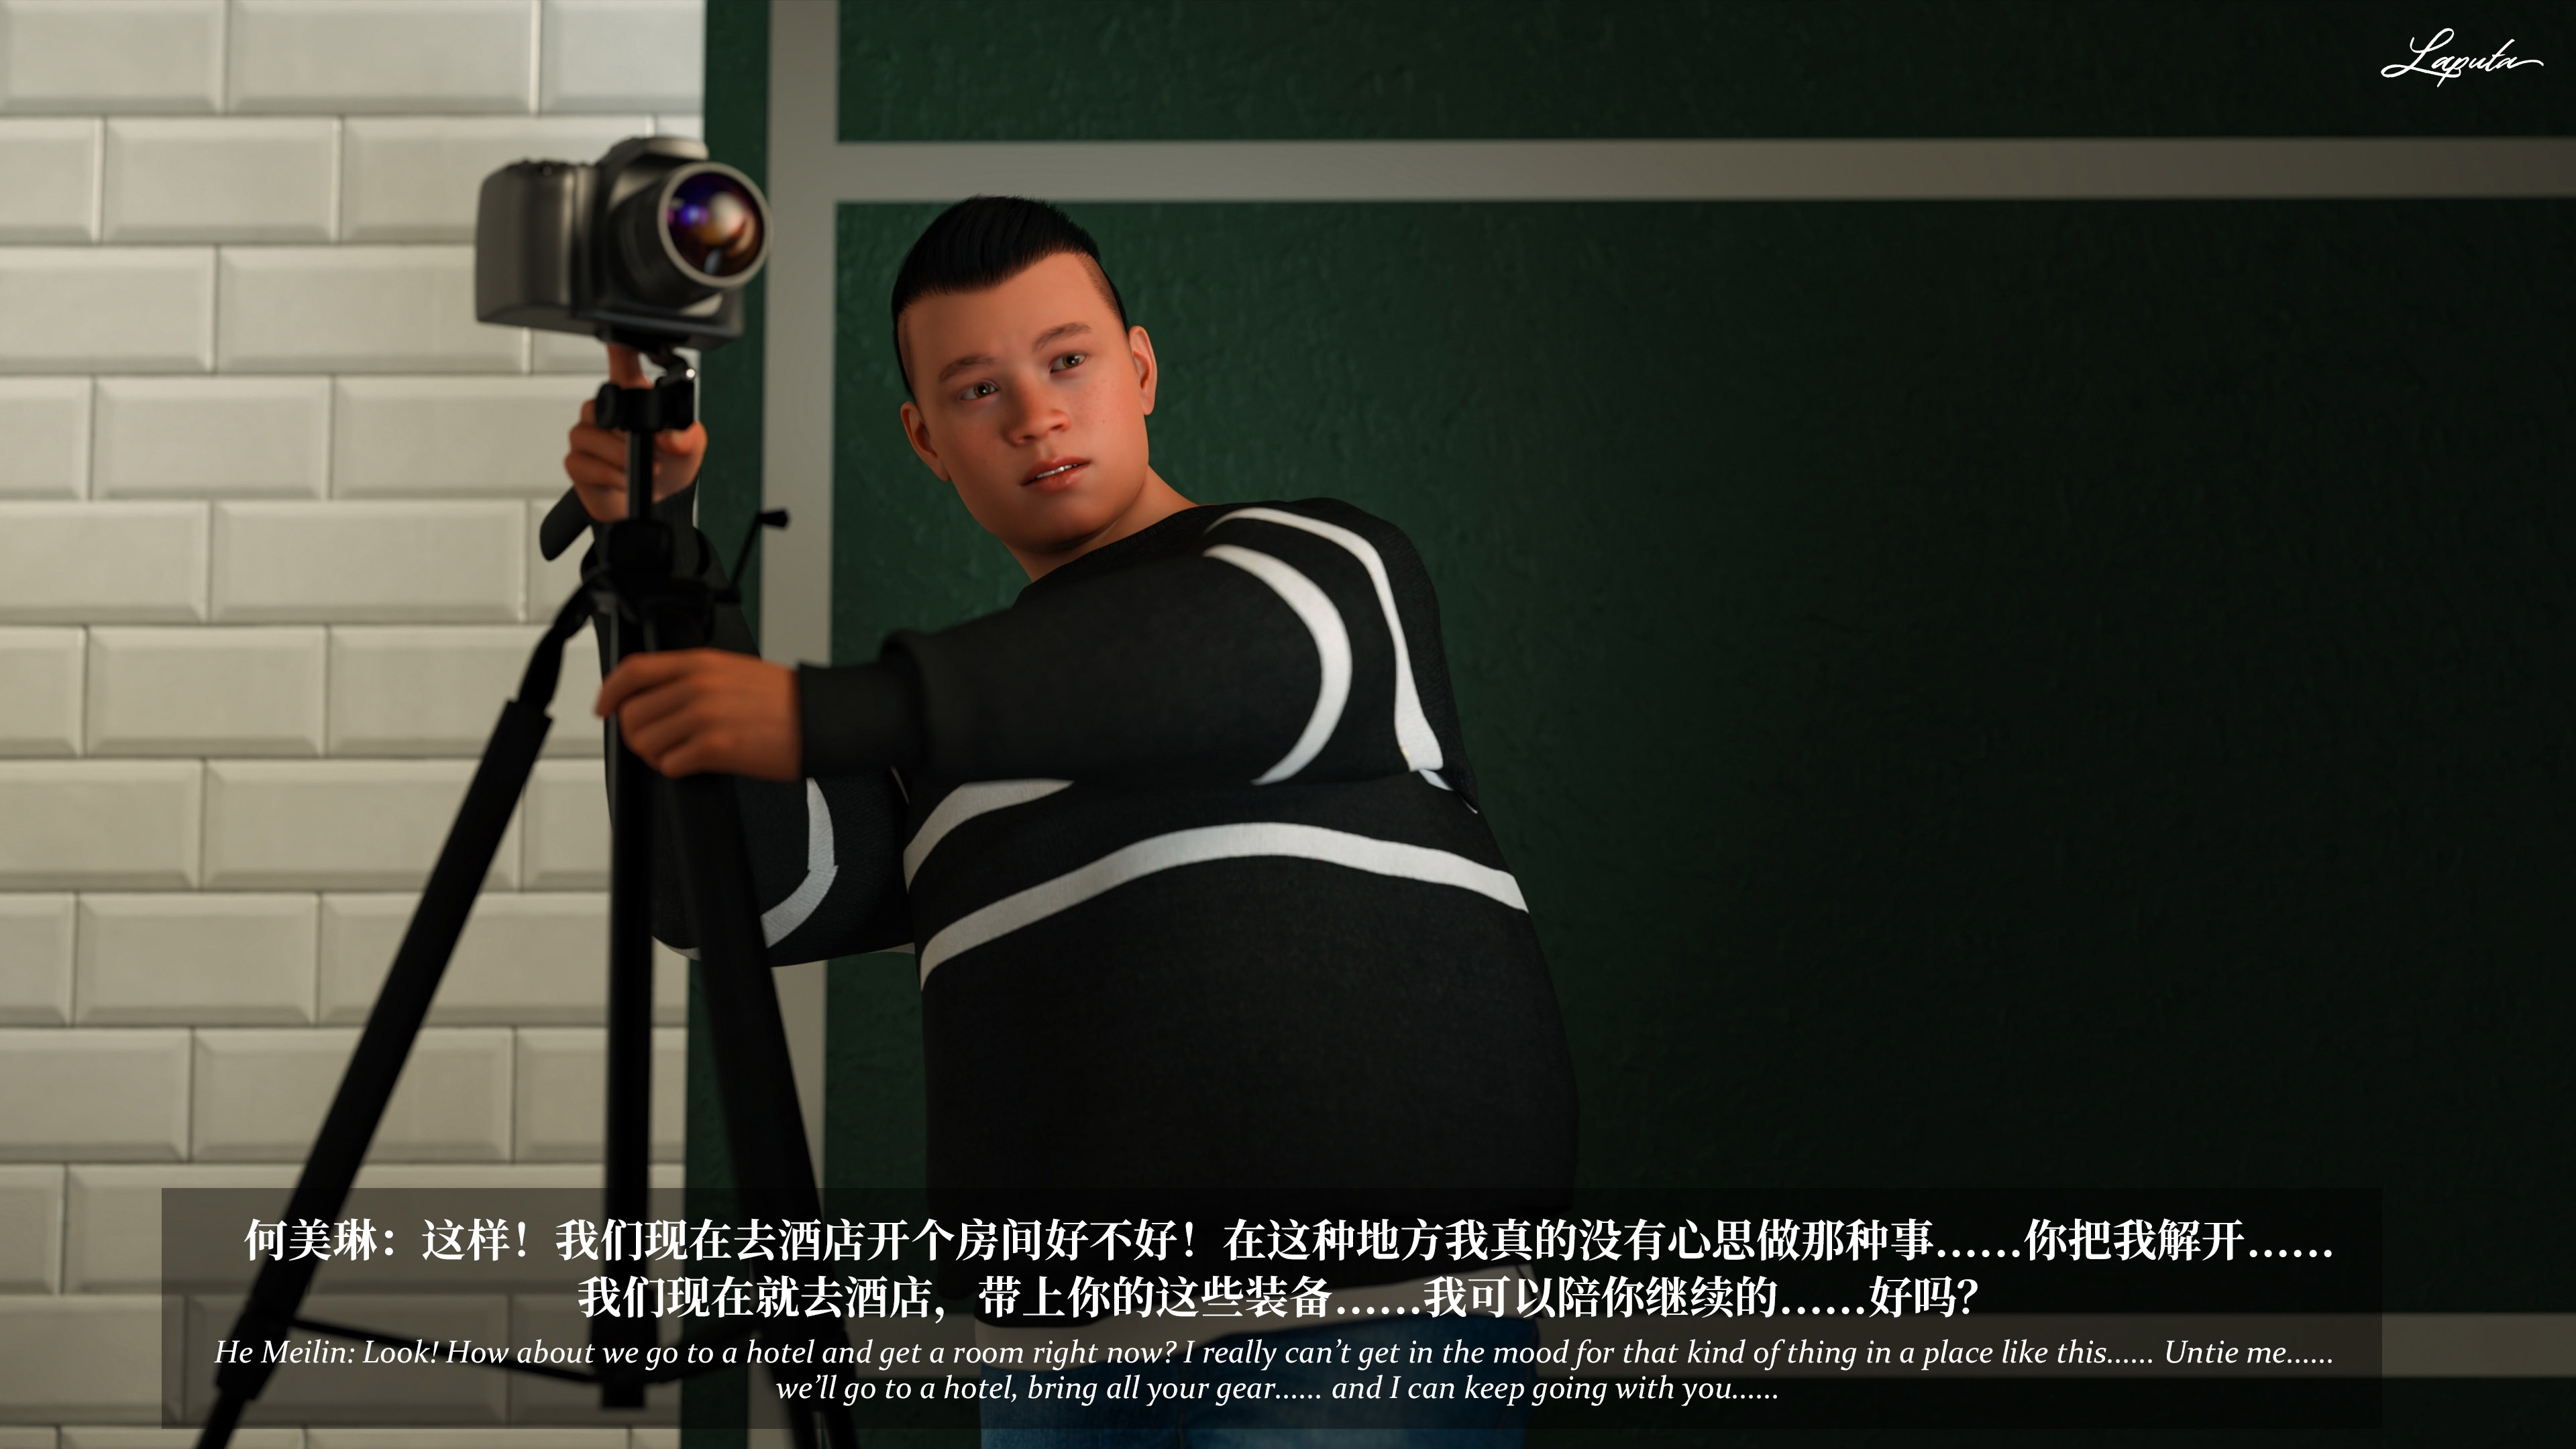 Laputa
何美琳：这样！我们现在去酒店开个房间好不好！在这种地方我真的没有心思做那种事……你把我解开……
我们现在就去酒店，带上你的这些装备……我可以陪你继续的……好吗？
He Meilin: Look! How about we go to a hotel and get a room right now? I really can't get in the mood for that kind of thing in a place like this...... Untie me......
we'll go to a hotel, bring all your gear...... and I can keep going with you......